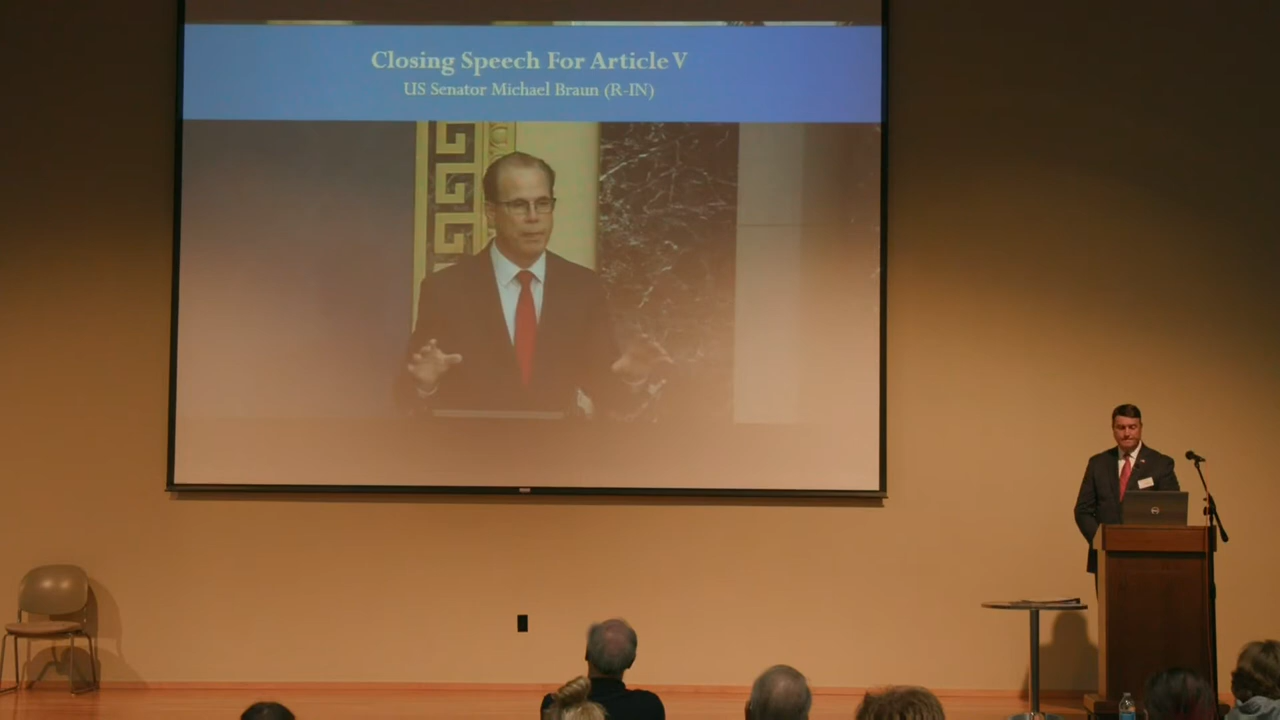 Closing Speech For Article V
US Senator Michael Braun (R-IN)